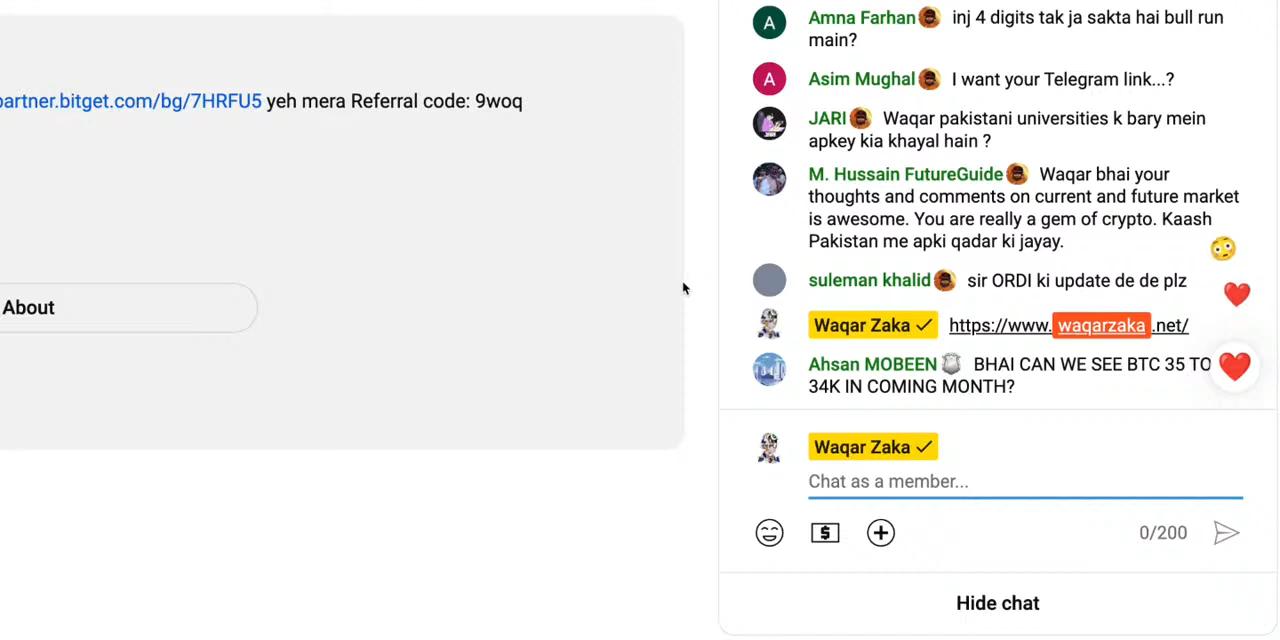 partner.bitget.com/bg/7HRFU5 yeh mera Referral code: 9woq
About
A Amna Farhan inj 4 digits tak ja sakta hai bull run
main?
A Asim Mughal I want your Telegram link...?
JARI Waqar pakistani universities k bary mein
apkey kia khayal hain ?
M. Hussain FutureGuide Waqar bhai your
thoughts and comments on current and future market
is awesome. You are really a gem of crypto. Kaash
Pakistan me apki qadar ki jayay.
suleman khalid sir ORDI ki update de de plz
Waqar Zaka https://www.waqarzaka.net/
Ahsan MOBEEN BHAI CAN WE SEE BTC 35 TO
34K IN COMING MONTH?
Waqar Zaka
Chat as a member...
$
0/200
Hide chat